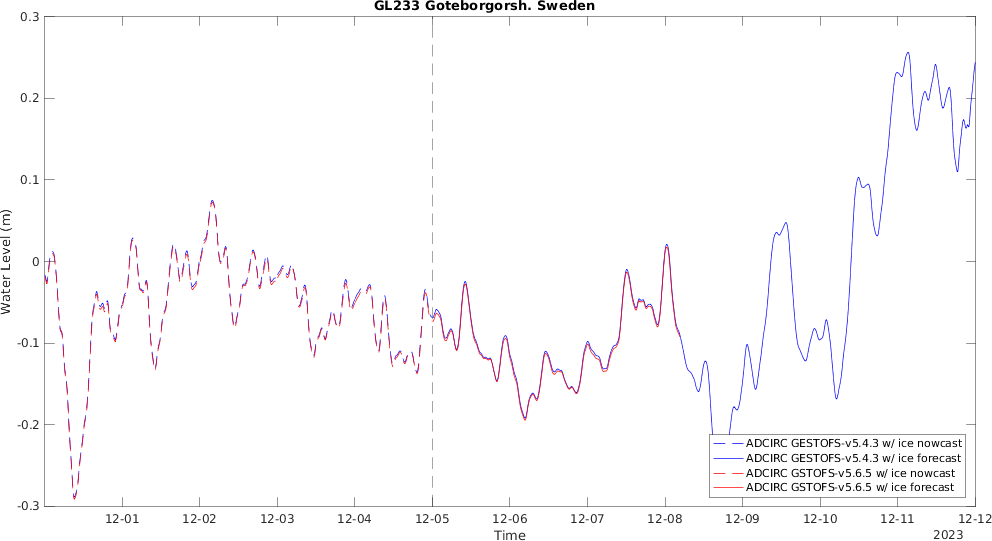 GL233 Goteborgorsh. Sweden
0.3
0.2
0.1
0
-0.1
-0.2
-0.3
Water Level (m)
ADCIRC GESTOFS-v5.4.3 w/ ice nowcast
ADCIRC GESTOFS-v5.4.3 w/ ice forecast
ADCIRC GSTOFS-v5.6.5 w/ ice nowcast
ADCIRC GSTOFS-v5.6.5 w/ ice forecast
12-01 12-02 12-03 12-04 12-05 12-06 12-07 12-08 12-09 12-10 12-11 12-12
Time
2023